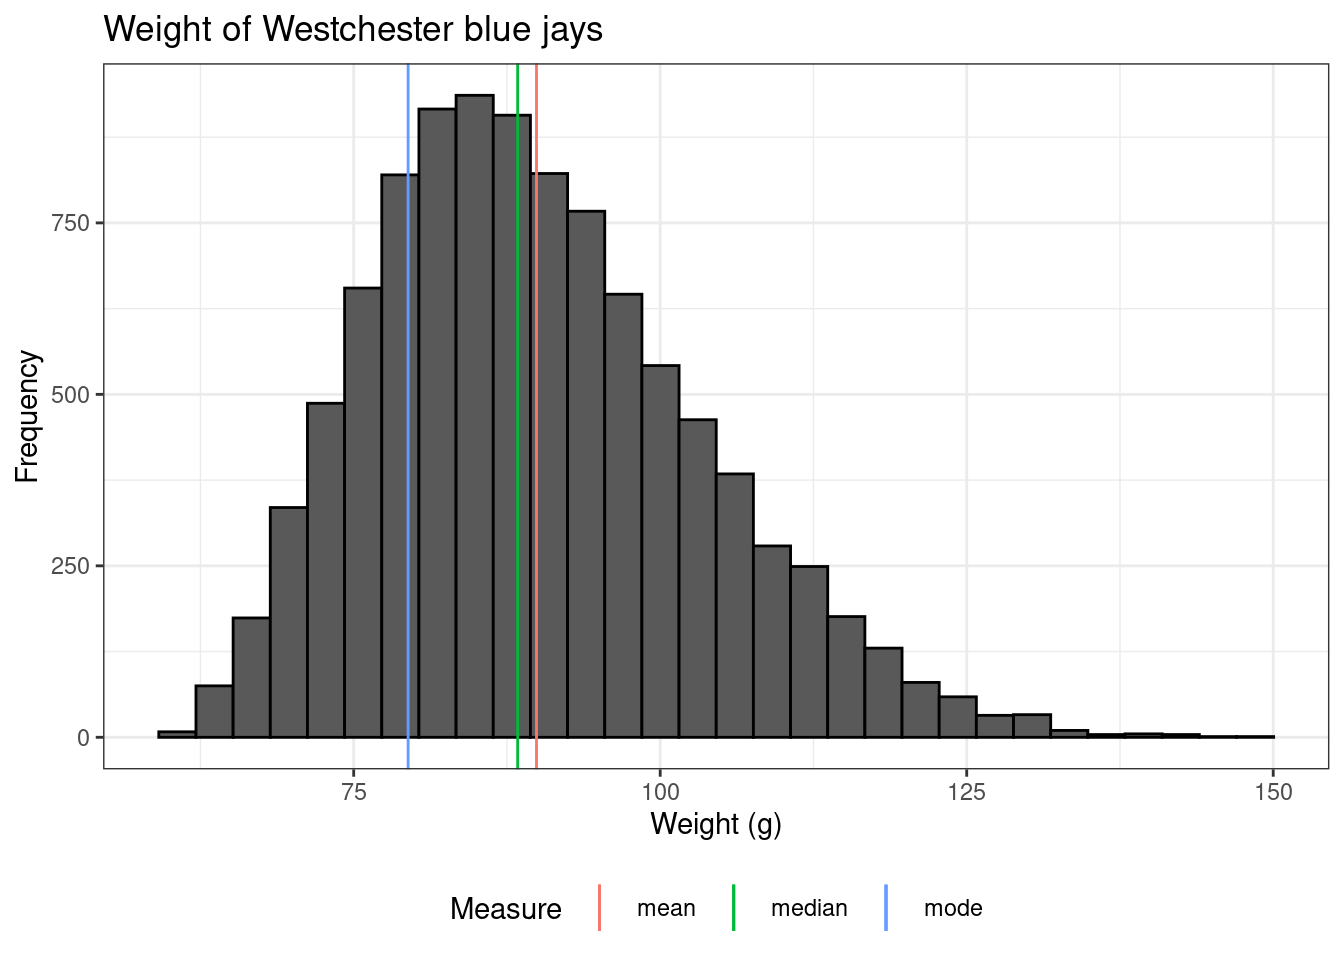 Weight of Westchester blue jays
Frequency
750
500
250
0
75 100 125 150
Weight (g)
Measure mean median mode